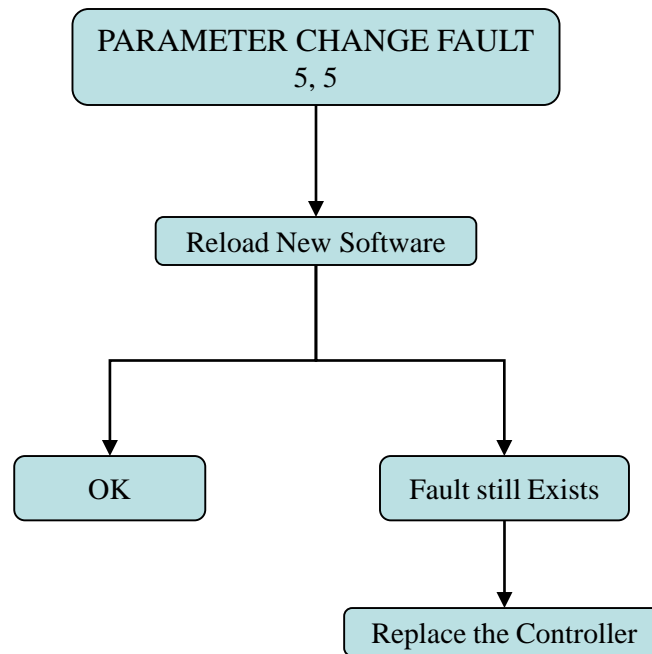 PARAMETER CHANGE FAULT
5, 5
Reload New Software
OK
Fault still Exists
Replace the Controller